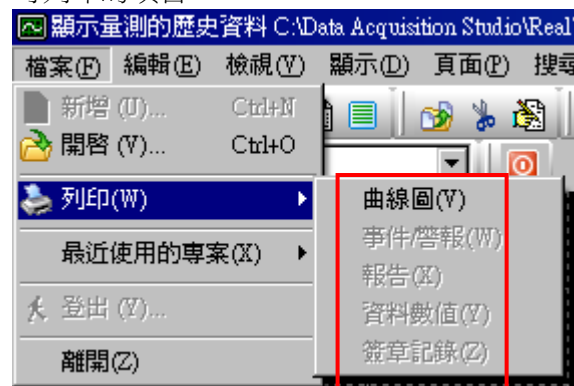 顯示量測的歷史資料 C:\Data Acquisition Studio\Real
檔案(F) 編輯(E) 檢視(V) 顯示(D) 頁面(P) 搜尋
新增 (U)... Ctrl+N
開啓 (V)... Ctrl+O
列印(W)
最近使用的專案(X)
登出 (Y)...
離開(Z)
曲線圖(V)
事件/警報(W)
報告(X)
資料數值(Y)
簽章記錄(Z)